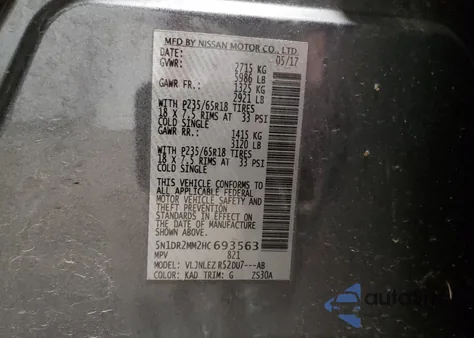 MFD BY NISSAN MOTOR CO., LTD.
DATE: 05/17
GVWR: 2715 KG
5986 LB
GAWR FR.: 1325 KG
2921 LB
WITH P235/65R18 TIRES
18 X 7.5 RIMS AT 33 PSI
COLD SINGLE
GAWR RR.: 1415 KG
3120 LB
WITH P235/65R18 TIRES
18 X 7.5 RIMS AT 33 PSI
COLD SINGLE
THIS VEHICLE CONFORMS TO
ALL APPLICABLE FEDERAL
MOTOR VEHICLE SAFETY AND
THEFT PREVENTION
STANDARDS IN EFFECT ON
THE DATE OF MANUFACTURE
SHOWN ABOVE.
5N1DR2MM2HC693563
MPV 821
MODEL: VLJNLEZ R52DU7---AB
COLOR: KAD TRIM: G ZS30A